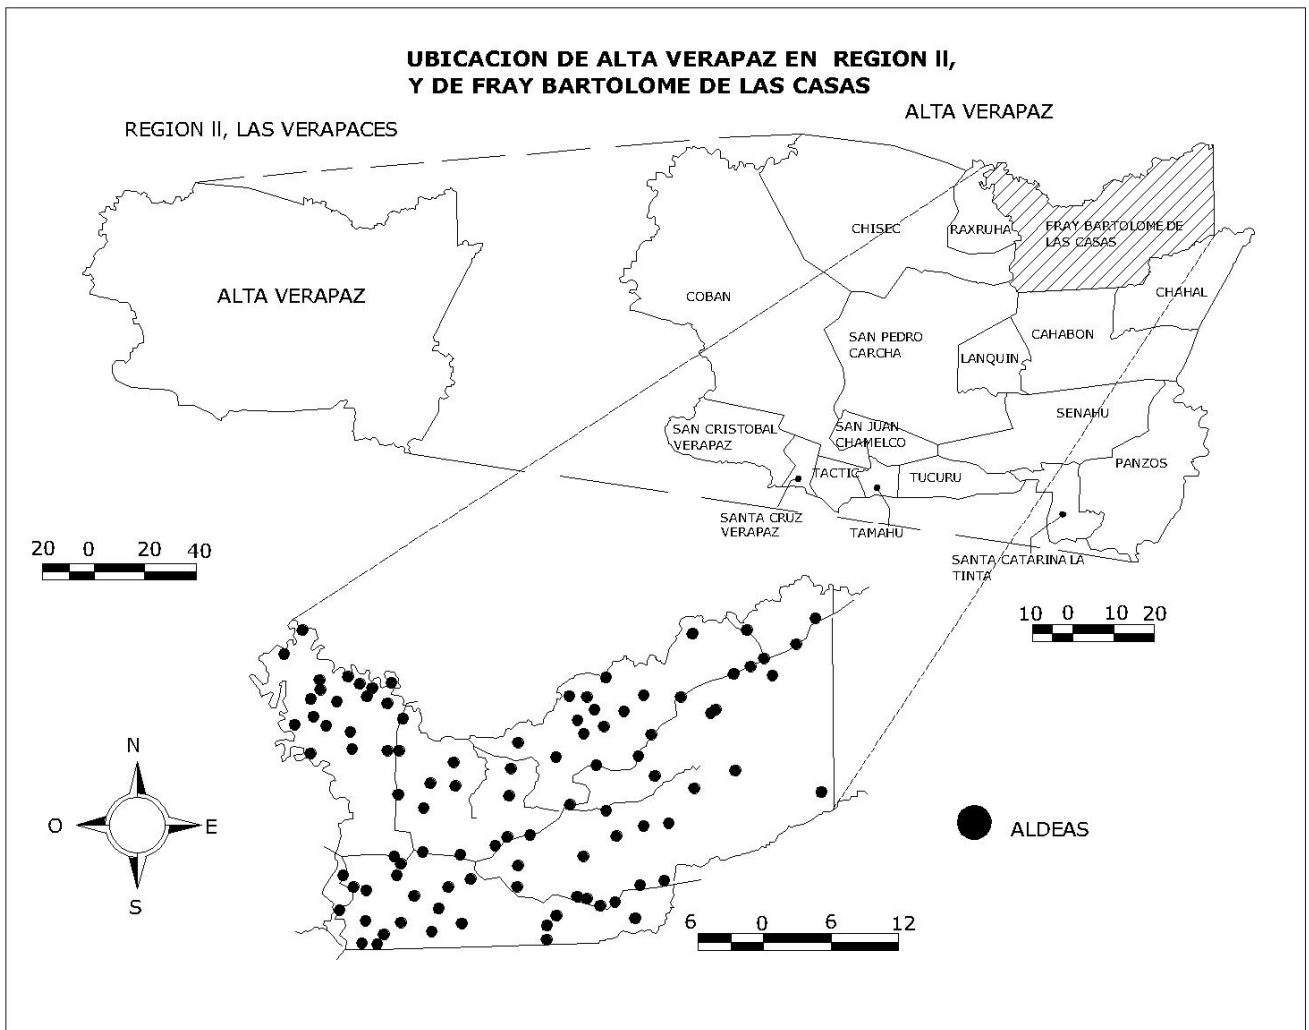 UBICACION DE ALTA VERAPAZ EN REGION ll,
Y DE FRAY BARTOLOME DE LAS CASAS
REGION ll, LAS VERAPACES
ALTA VERAPAZ
ALTA VERAPAZ
CHISEC
RAXRUHA
FRAY BARTOLOME DE
LAS CASAS
COBAN
CHAHAL
SAN PEDRO
CARCHA
CAHABON
LANQUIN
SENAHU
SAN CRISTOBAL
VERAPAZ
SAN JUAN
CHAMELCO
PANZOS
TACTIC
TUCURU
SANTA CRUZ
VERAPAZ
TAMAHU
SANTA CATARINA LA
TINTA
20 0 20 40
10 0 10 20
N
O E
S
ALDEAS
6 0 6 12